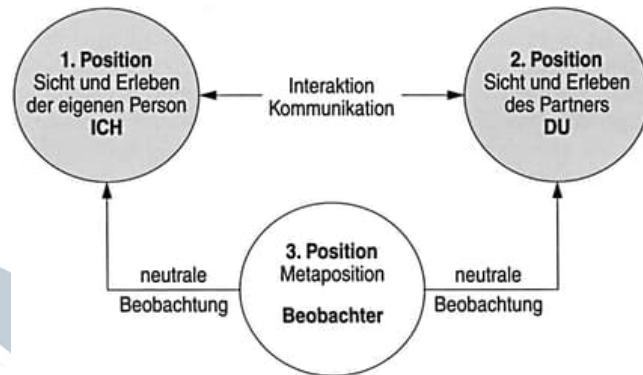 1. Position
Sicht und Erleben
der eigenen Person
ICH
Interaktion
Kommunikation
2. Position
Sicht und Erleben
des Partners
DU
3. Position
Metaposition
Beobachter
neutrale
Beobachtung
neutrale
Beobachtung